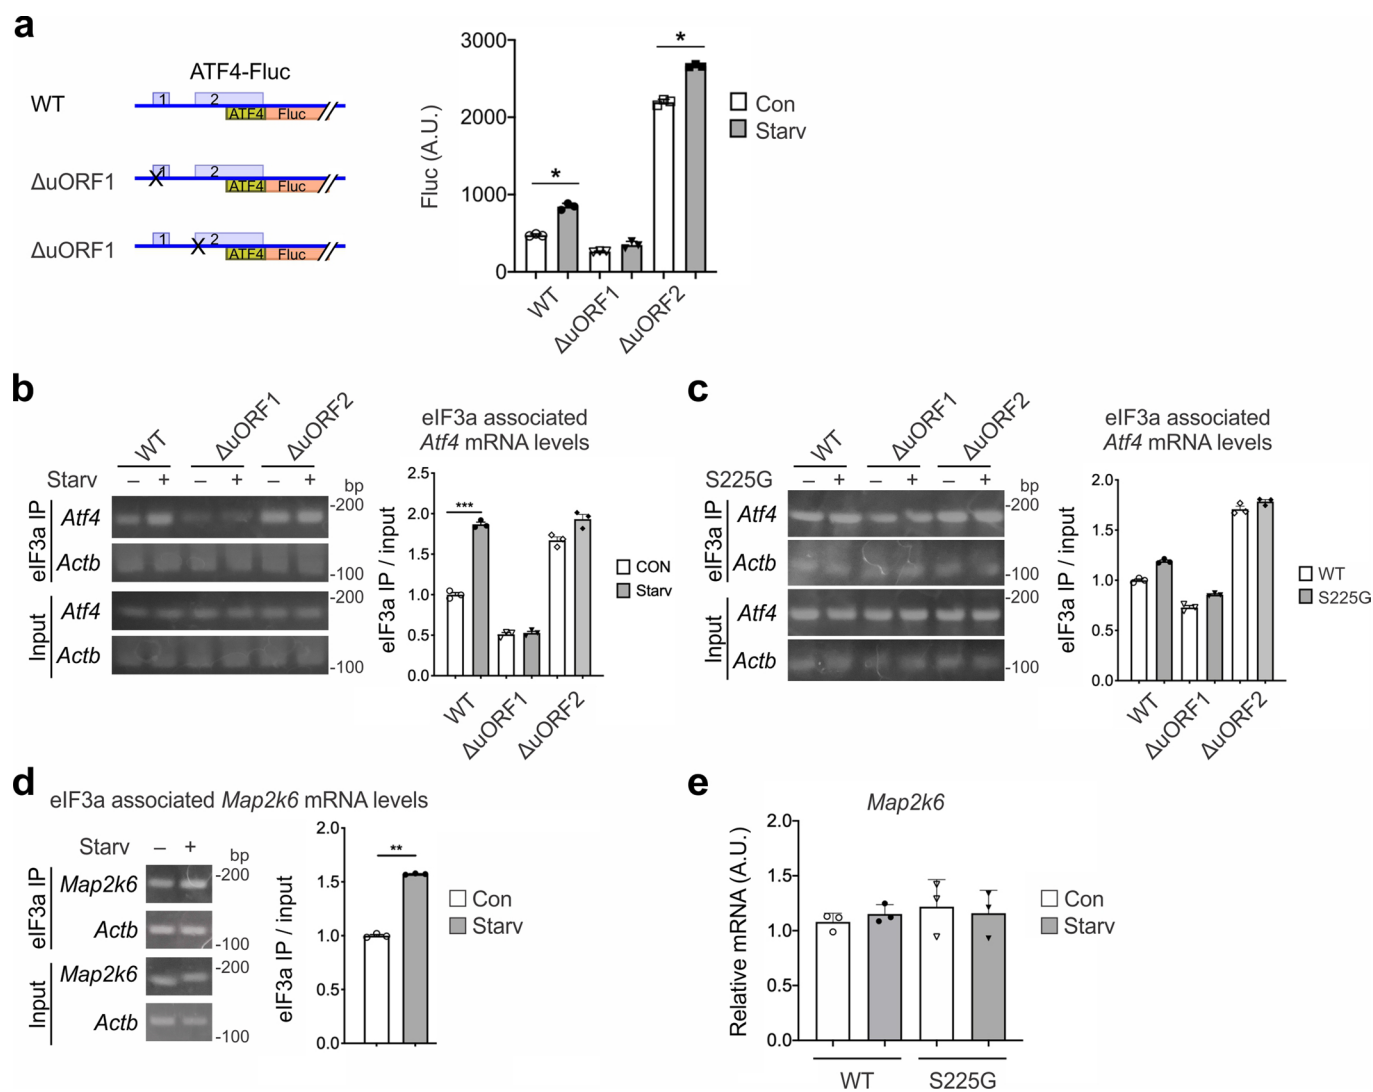 a
ATF4-Fluc
WT
1
2
ATF4
Fluc
ΔuORF1
X
1
2
ATF4
Fluc
ΔuORF1
X
1
2
ATF4
Fluc
Fluc (A.U.)
3000
2000
1000
0
*
*
Con
Starv
WT
ΔuORF1
ΔuORF2
b
WT
ΔuORF1
ΔuORF2
Starv
– + – + – +
bp
eIF3a IP
Atf4
-200
Actb
-100
Input
Atf4
-200
Actb
-100
eIF3a associated
Atf4 mRNA levels
eIF3a IP / input
2.5
2.0
1.5
1.0
0.5
0.0
***
CON
Starv
WT
ΔuORF1
ΔuORF2
c
WT
ΔuORF1
ΔuORF2
S225G
– + – + – +
bp
eIF3a IP
Atf4
-200
Actb
-100
Input
Atf4
-200
Actb
-100
eIF3a associated
Atf4 mRNA levels
eIF3a IP / input
2.0
1.5
1.0
0.5
0.0
WT
S225G
WT
ΔuORF1
ΔuORF2
d
eIF3a associated Map2k6 mRNA levels
Starv – +
bp
eIF3a IP
Map2k6
-200
Actb
-100
Input
Map2k6
-200
Actb
-100
eIF3a IP / input
2.0
1.5
1.0
0.5
0.0
**
Con
Starv
e
Map2k6
Relative mRNA (A.U.)
2.0
1.5
1.0
0.5
0.0
Con
Starv
WT
S225G